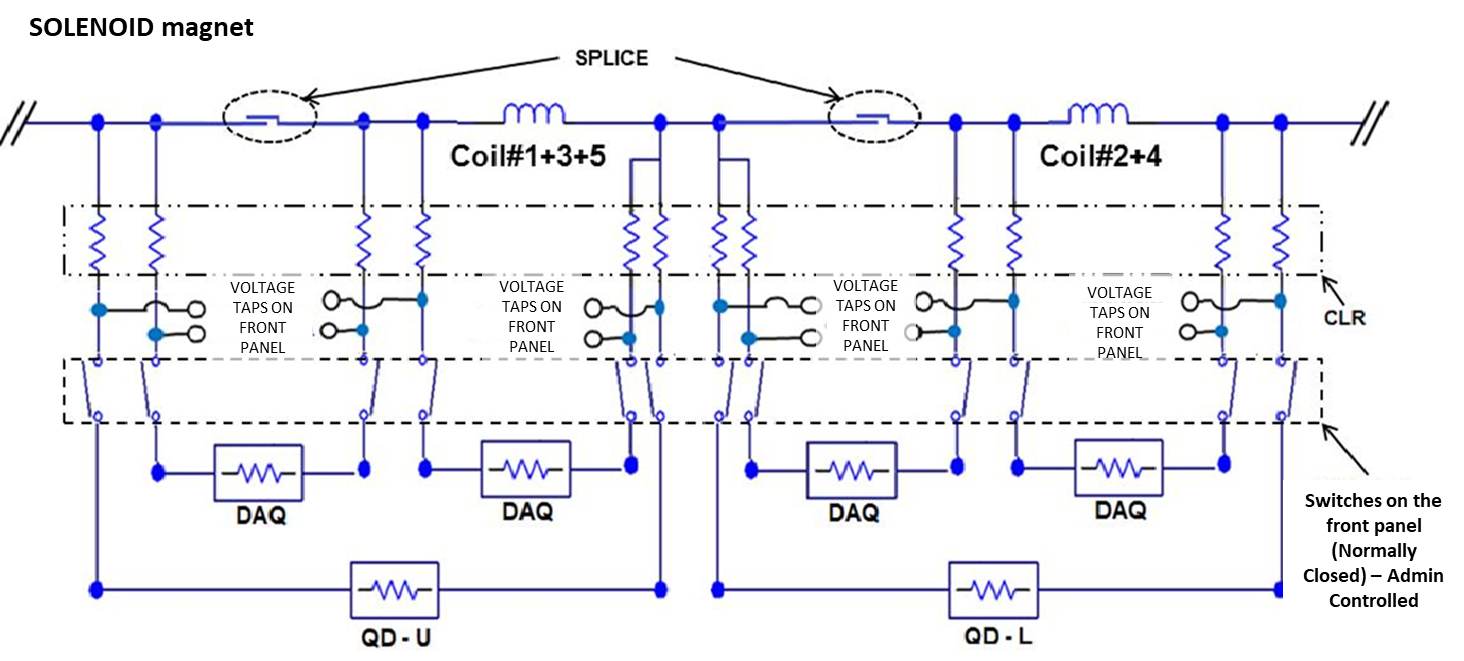 SOLENOID magnet
SPLICE
Coil#1+3+5
Coil#2+4
VOLTAGE
TAPS ON
FRONT
PANEL
VOLTAGE
TAPS ON
FRONT
PANEL
VOLTAGE
TAPS ON
FRONT
PANEL
VOLTAGE
TAPS ON
FRONT
PANEL
CLR
DAQ
DAQ
DAQ
DAQ
Switches on the
front panel
(Normally
Closed) – Admin
Controlled
QD - U
QD - L